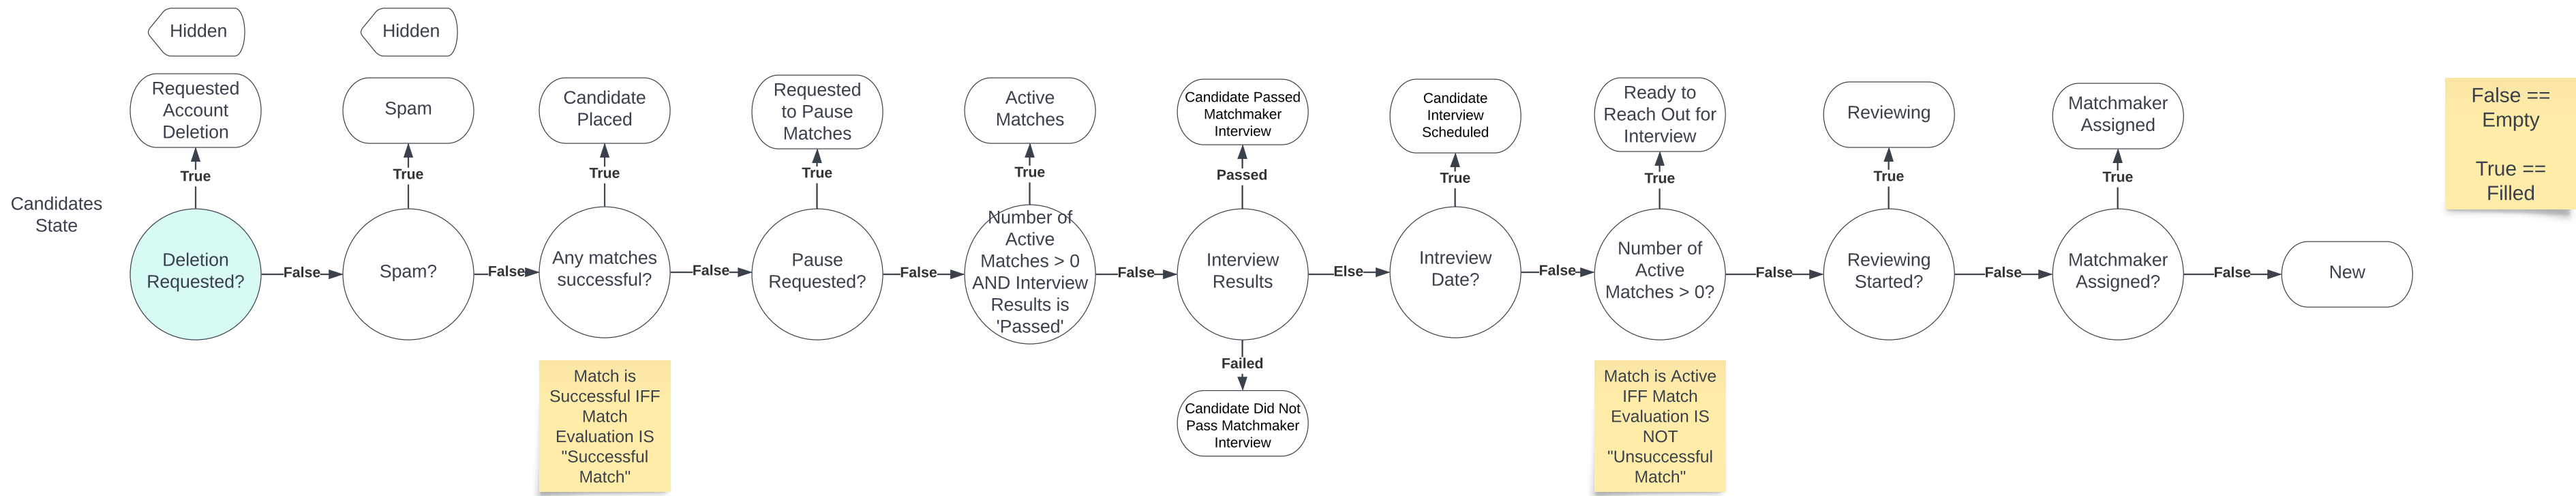 Hidden
Hidden
Requested
Account
Deletion
Spam
Candidate
Placed
Requested
to Pause
Matches
Active
Matches
Candidate Passed
Matchmaker
Interview
Candidate
Interview
Scheduled
Ready to
Reach Out for
Interview
Reviewing
Matchmaker
Assigned
False ==
Empty
True ==
Filled
True
True
True
True
True
Passed
True
True
True
True
Candidates
State
Deletion
Requested?
False
Spam?
False
Any matches
successful?
False
Pause
Requested?
False
Number of
Active
Matches > 0
AND Interview
Results is
'Passed'
False
Interview
Results
Else
Intreview
Date?
False
Number of
Active
Matches > 0?
False
Reviewing
Started?
False
Matchmaker
Assigned?
False
New
Failed
Match is
Successful IFF
Match
Evaluation IS
"Successful
Match"
Candidate Did Not
Pass Matchmaker
Interview
Match is Active
IFF Match
Evaluation IS
NOT
"Unsuccessful
Match"